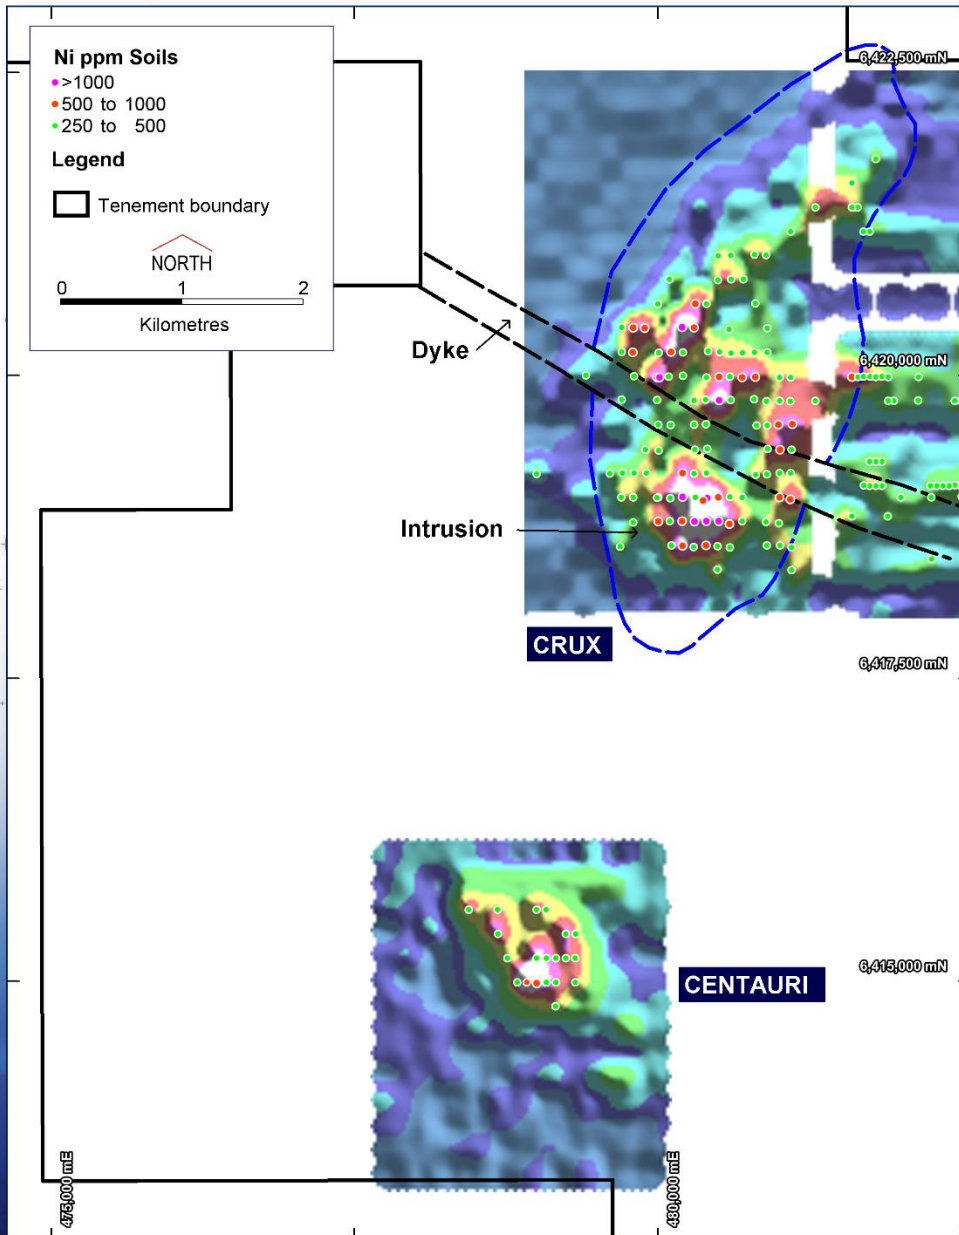 Ni ppm Soils
>1000
500 to 1000
250 to 500
Legend
Tenement boundary
NORTH
0 1 2
Kilometres
6,422,500 mN
Dyke
6,420,000 mN
Intrusion
CRUX
6,417,500 mN
CENTAURI
6,415,000 mN
475,000 mE
480,000 mE